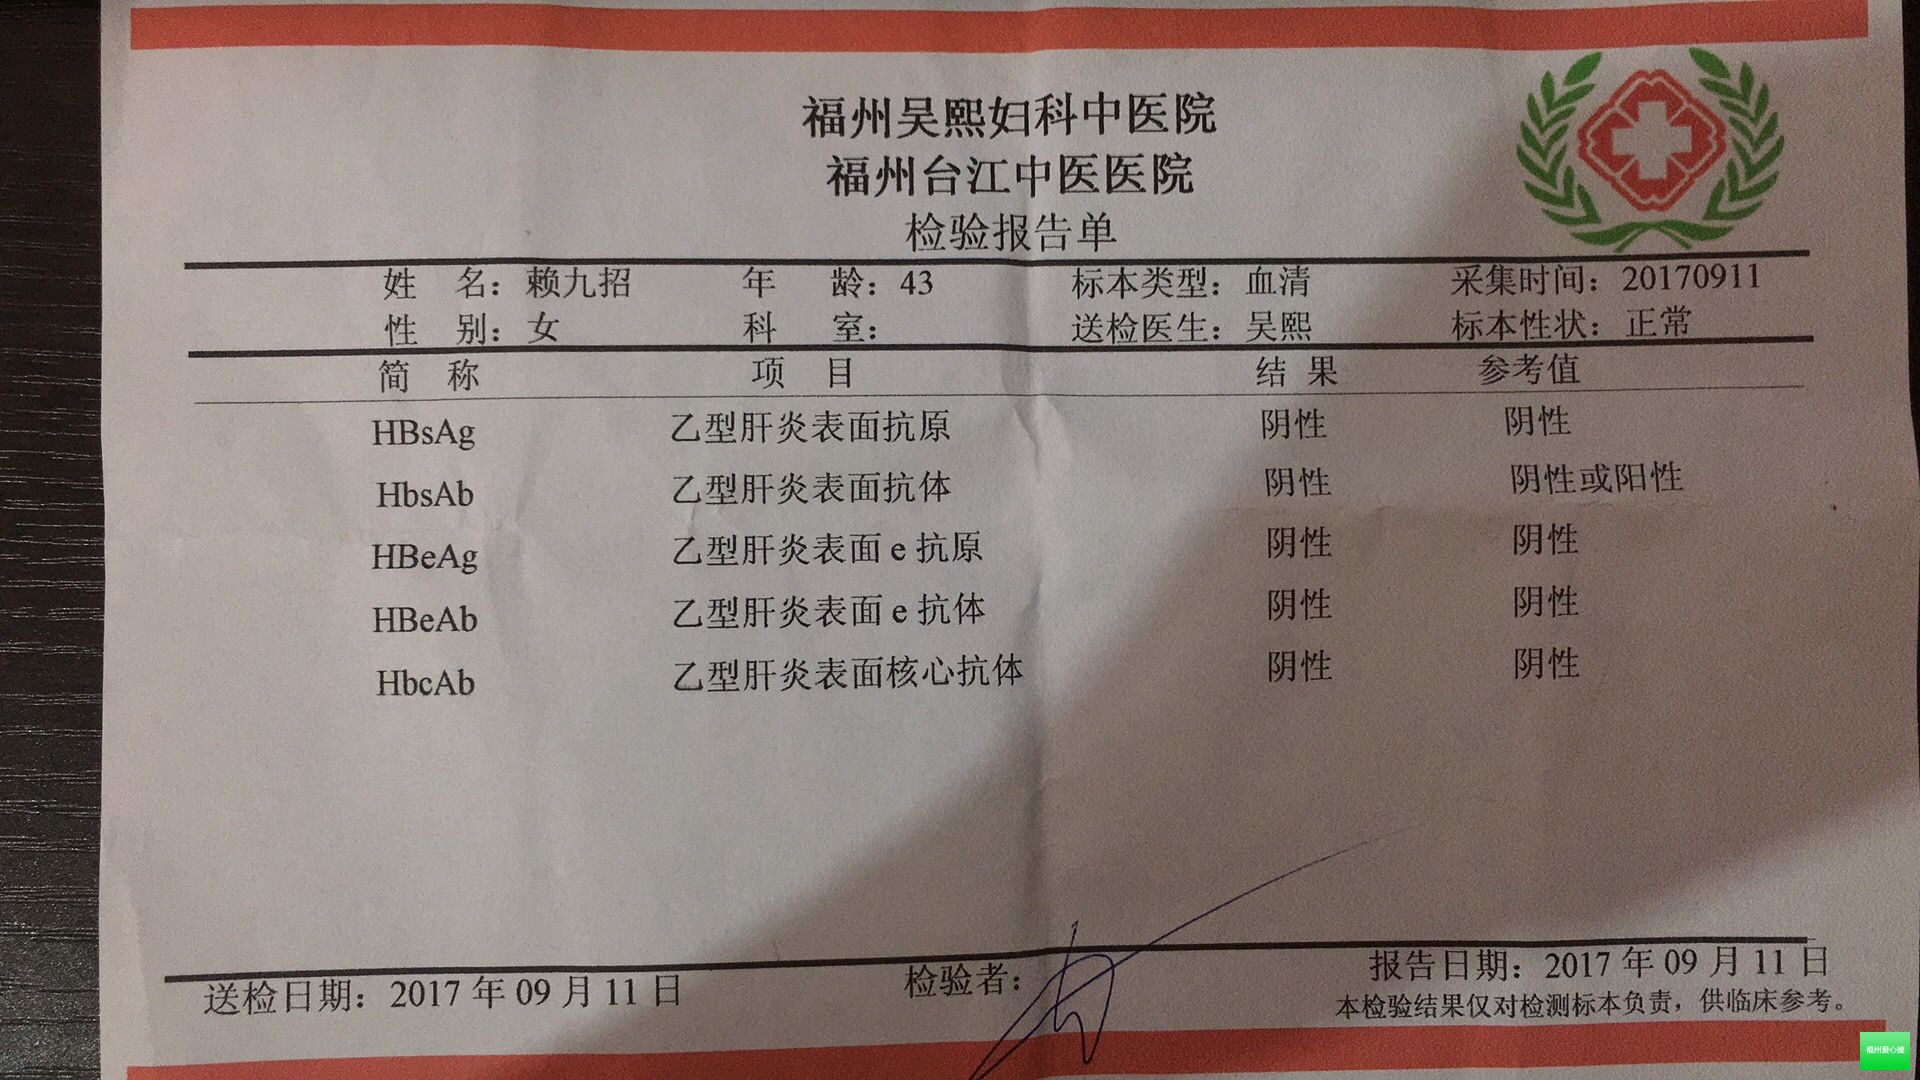 福州吴熙妇科中医院
福州台江中医医院
检验报告单
姓 名：赖九招 年 龄：43 标本类型：血清 采集时间：20170911
性 别：女 科 室： 送检医生：吴熙 标本性状：正常
简 称 项 目 结 果 参考值
HBsAg 乙型肝炎表面抗原 阴性 阴性
HbsAb 乙型肝炎表面抗体 阴性 阴性或阳性
HBeAg 乙型肝炎表面 e 抗原 阴性 阴性
HBeAb 乙型肝炎表面 e 抗体 阴性 阴性
HbcAb 乙型肝炎表面核心抗体 阴性 阴性
送检日期：2017 年 09 月 11 日 检验者： 报告日期：2017 年 09 月 11 日
本检验结果仅对检测标本负责，供临床参考。
福州爱心嫂